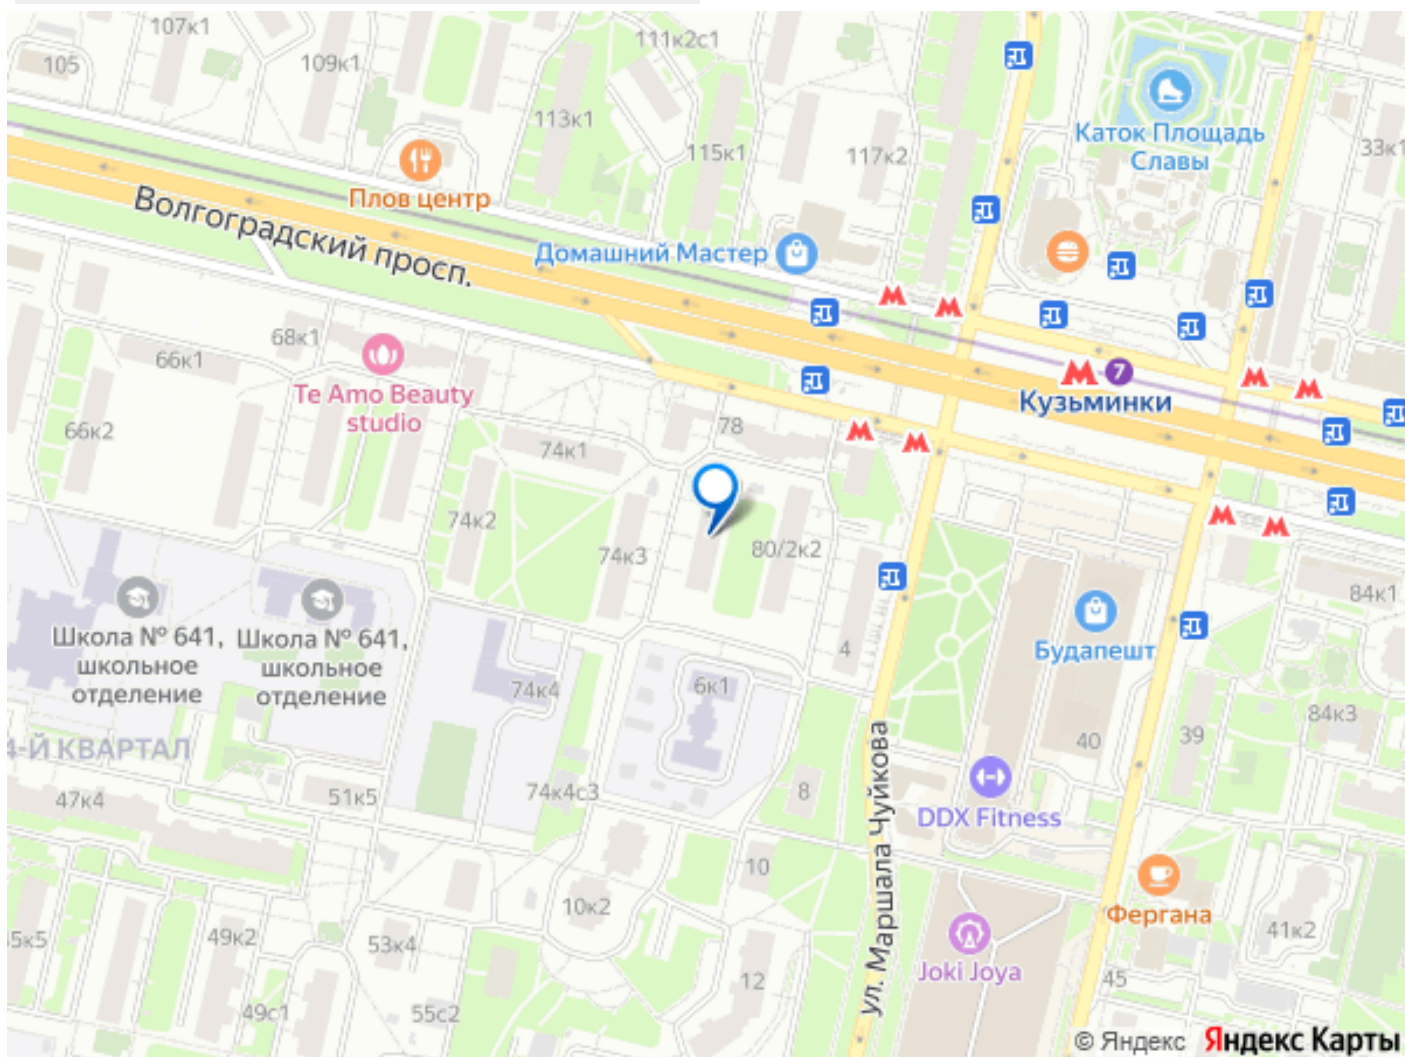 107к1
105
109к1
111к2с1
113к1
115к1
117к2
33к1
Каток Площадь
Славы
Плов центр
Волгоградский просп.
Домашний Мастер
7
Кузьминки
66к1
68к1
Te Amo Beauty
studio
66к2
74к1
78
74к2
74к3
80/2к2
84к1
Школа № 641,
школьное
отделение
Школа № 641,
школьное
отделение
Будапешт
4
6к1
74к4
84к3
39
40
4-Й КВАРТАЛ
47к4
51к5
74к4с3
8
ул. Маршала Чуйкова
DDX Fitness
10
Фергана
10к2
41к2
49к2
53к4
Joki Joya
12
45
49с1
55с2
© Яндекс Яндекс Карты